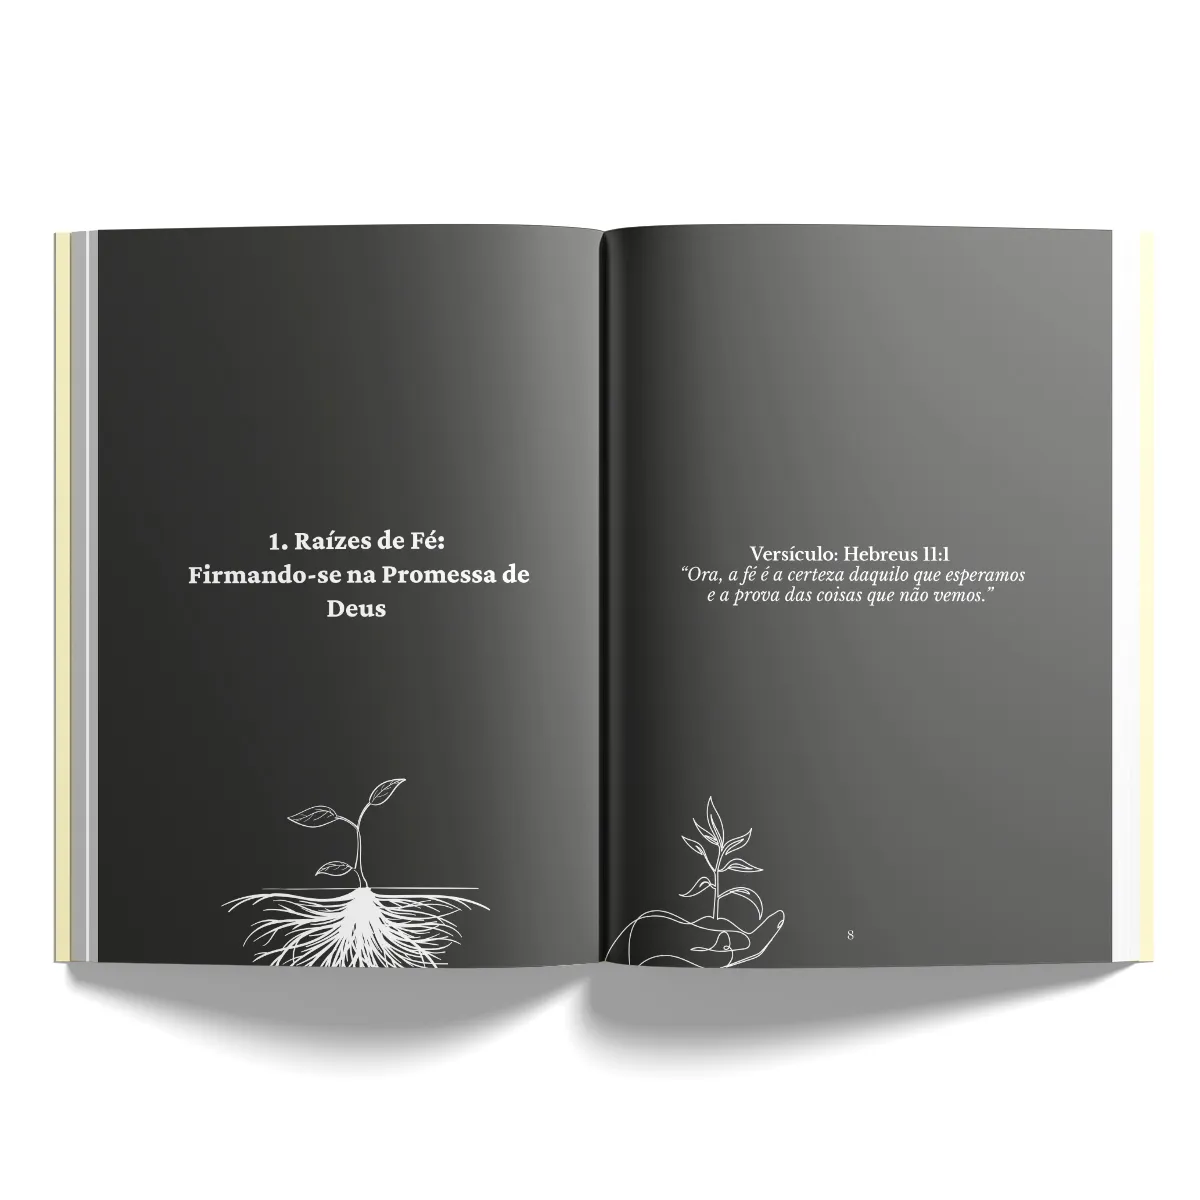 1. Raízes de Fé:
Firmando-se na Promessa de
Deus
Versículo: Hebreus 11:1
“Ora, a fé é a certeza daquilo que esperamos
e a prova das coisas que não vemos.”
8